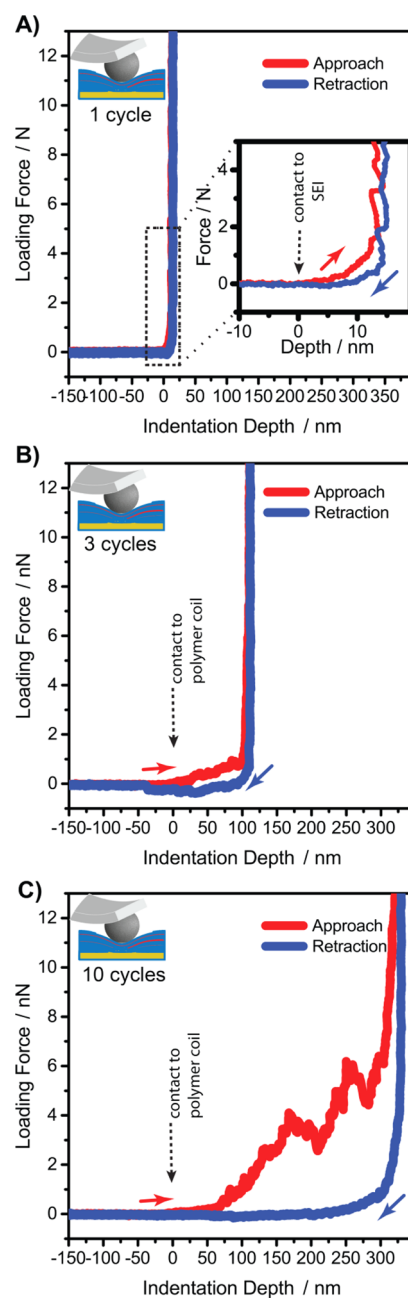 A)
12
10
8
6
4
2
0
Loading Force / N
1 cycle
Approach
Retraction
4
2
0
Force / N
contact to
SEI
-10
0
10
Depth / nm
-150
-100
-50
0
50
100
150
200
250
300
350
Indentation Depth / nm
B)
12
10
8
6
4
2
0
Loading Force / nN
3 cycles
Approach
Retraction
contact to
polymer coil
-150
-100
-50
0
50
100
150
200
250
300
Indentation Depth / nm
C)
12
10
8
6
4
2
0
Loading Force / nN
10 cycles
Approach
Retraction
contact to
polymer coil
-150
-100
-50
0
50
100
150
200
250
300
Indentation Depth / nm